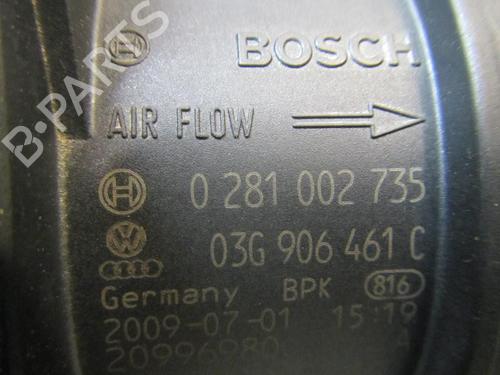 BOSCH
AIR FLOW
0 281 002 735
03G 906 461 C
Germany BPK 816
2009-07-01 15:19
20996980 A
B-PARTS